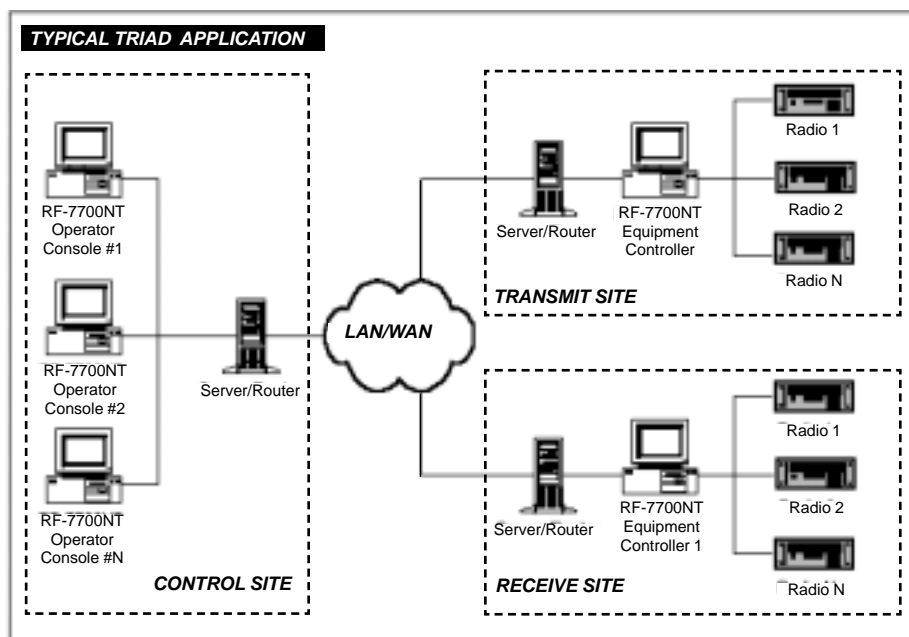 TYPICAL TRIAD APPLICATION
RF-7700NT
Operator
Console #1
RF-7700NT
Operator
Console #2
RF-7700NT
Operator
Console #N
Server/Router
CONTROL SITE
LAN/WAN
Server/Router
RF-7700NT
Equipment
Controller
Radio 1
Radio 2
Radio N
TRANSMIT SITE
Server/Router
RF-7700NT
Equipment
Controller 1
Radio 1
Radio 2
Radio N
RECEIVE SITE